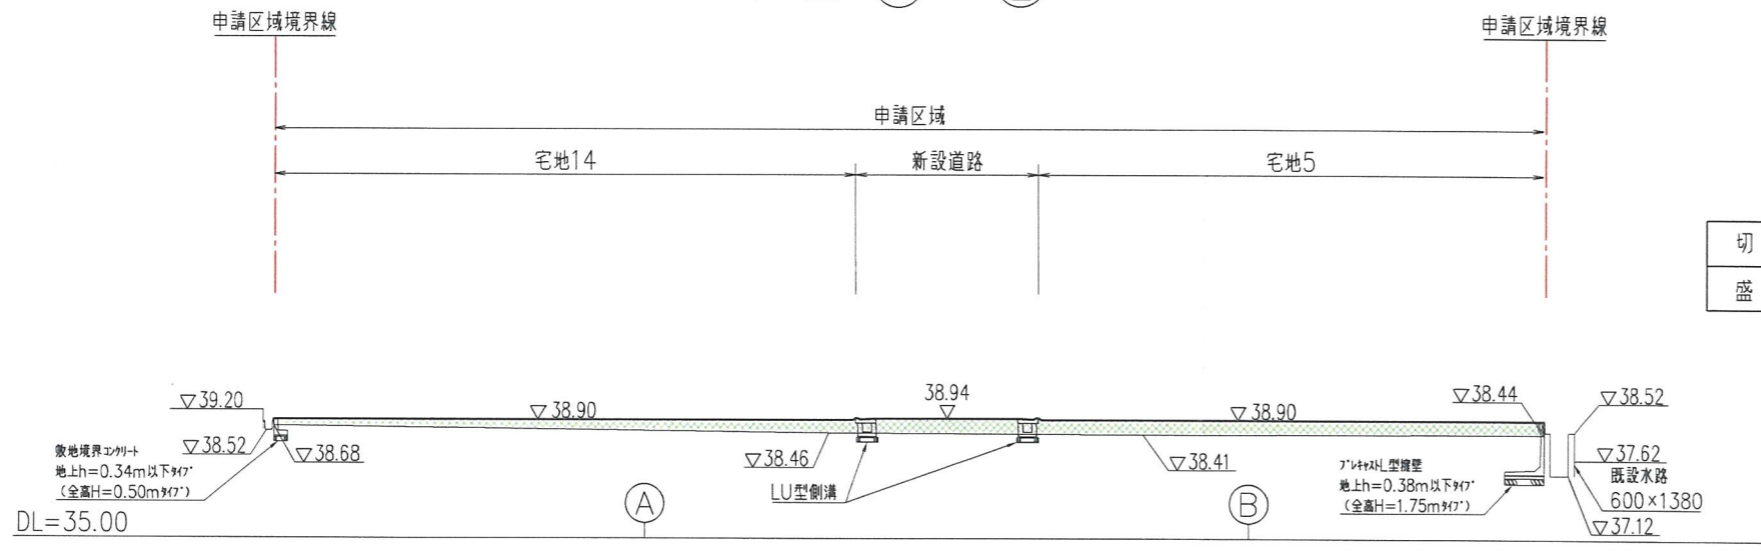 申請区域境界線
申請区域境界線
申請区域
宅地14
新設道路
宅地5
切
盛
▽39.20
▽38.90
38.94
▽
▽38.90
▽38.44
▽38.52
▽38.52
▽38.68
▽38.46
▽38.41
▽37.62
敷地境界コンクリート
地上h=0.34m以下タイプ
(全高H=0.50mタイプ)
LU型側溝
プレキャストL型擁壁
地上h=0.38m以下タイプ
(全高H=1.75mタイプ)
既設水路
600×1380
▽37.12
A
B
DL=35.00